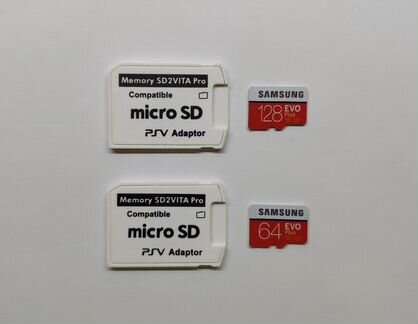 Memory SD2VITA Pro
Compatible
micro SD
PSV Adaptor
SAMSUNG
128 EVO
Plus
Memory SD2VITA Pro
Compatible
micro SD
PSV Adaptor
SAMSUNG
64 EVO
Plus